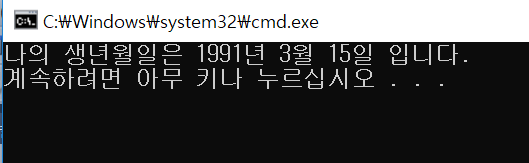 C:₩Windows₩system32₩cmd.exe
나의 생년월일은 1991년 3월 15일 입니다.
계속하려면 아무 키나 누르십시오 . . .